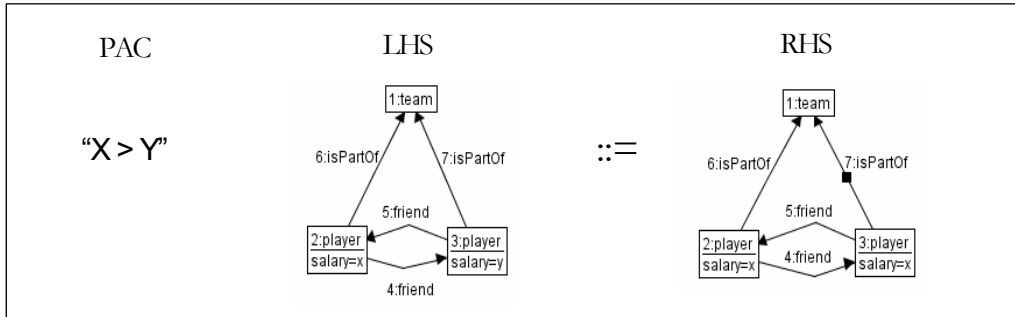 PAC
“X > Y”
LHS
1:team
6:isPartOf
7:isPartOf
5:friend
2:player
salary=x
3:player
salary=y
4:friend
::=
RHS
1:team
6:isPartOf
7:isPartOf
5:friend
2:player
salary=x
4:friend
3:player
salary=x